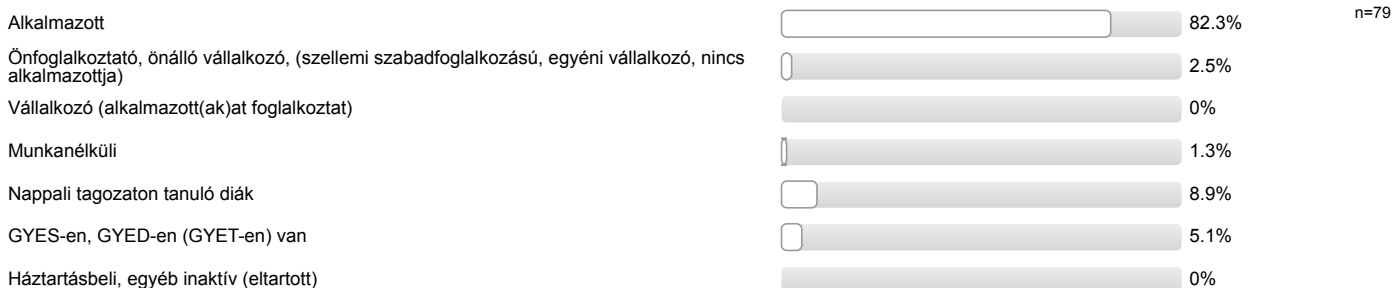 Alkalmazott 82.3% n=79
Önfoglalkoztató, önálló vállalkozó, (szellemi szabadfoglalkozású, egyéni vállalkozó, nincs
alkalmazottja) 2.5%
Vállalkozó (alkalmazott(ak)at foglalkoztat) 0%
Munkanélküli 1.3%
Nappali tagozaton tanuló diák 8.9%
GYES-en, GYED-en (GYET-en) van 5.1%
Háztartásbeli, egyéb inaktív (eltartott) 0%